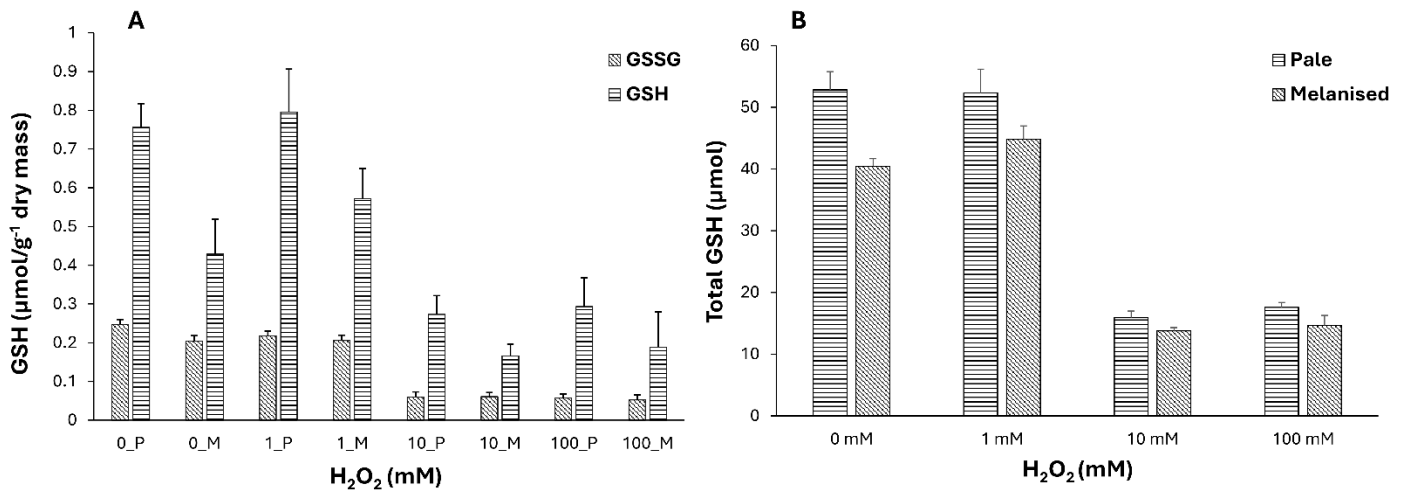 A
GSH (μmol/g⁻¹ dry mass)
1
0.9
0.8
0.7
0.6
0.5
0.4
0.3
0.2
0.1
0
GSSG
GSH
0_P 0_M 1_P 1_M 10_P 10_M 100_P 100_M
H₂O₂ (mM)
B
Total GSH (μmol)
60
50
40
30
20
10
0
Pale
Melanised
0 mM 1 mM 10 mM 100 mM
H₂O₂ (mM)